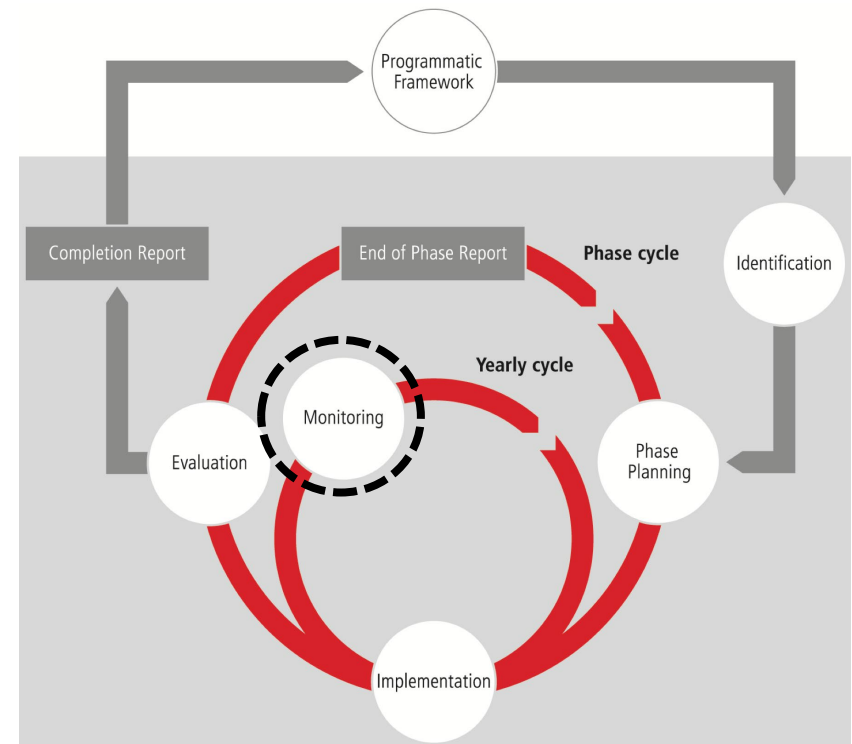 Programmatic
Framework
Completion Report
End of Phase Report
Phase cycle
Identification
Yearly cycle
Monitoring
Evaluation
Phase
Planning
Implementation